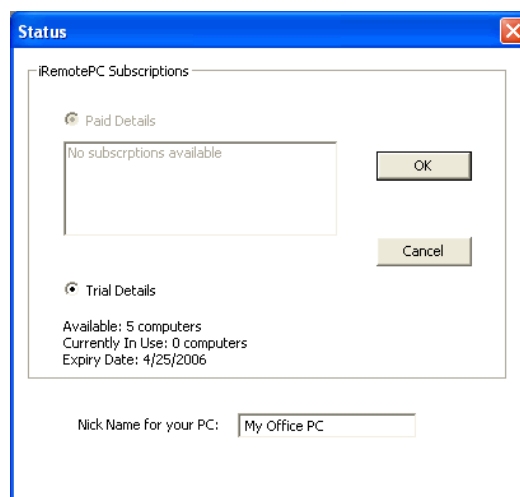 Status
iRemotePC Subscriptions
Paid Details
No subscrptions available
OK
Cancel
Trial Details
Available: 5 computers
Currently In Use: 0 computers
Expiry Date: 4/25/2006
Nick Name for your PC: My Office PC